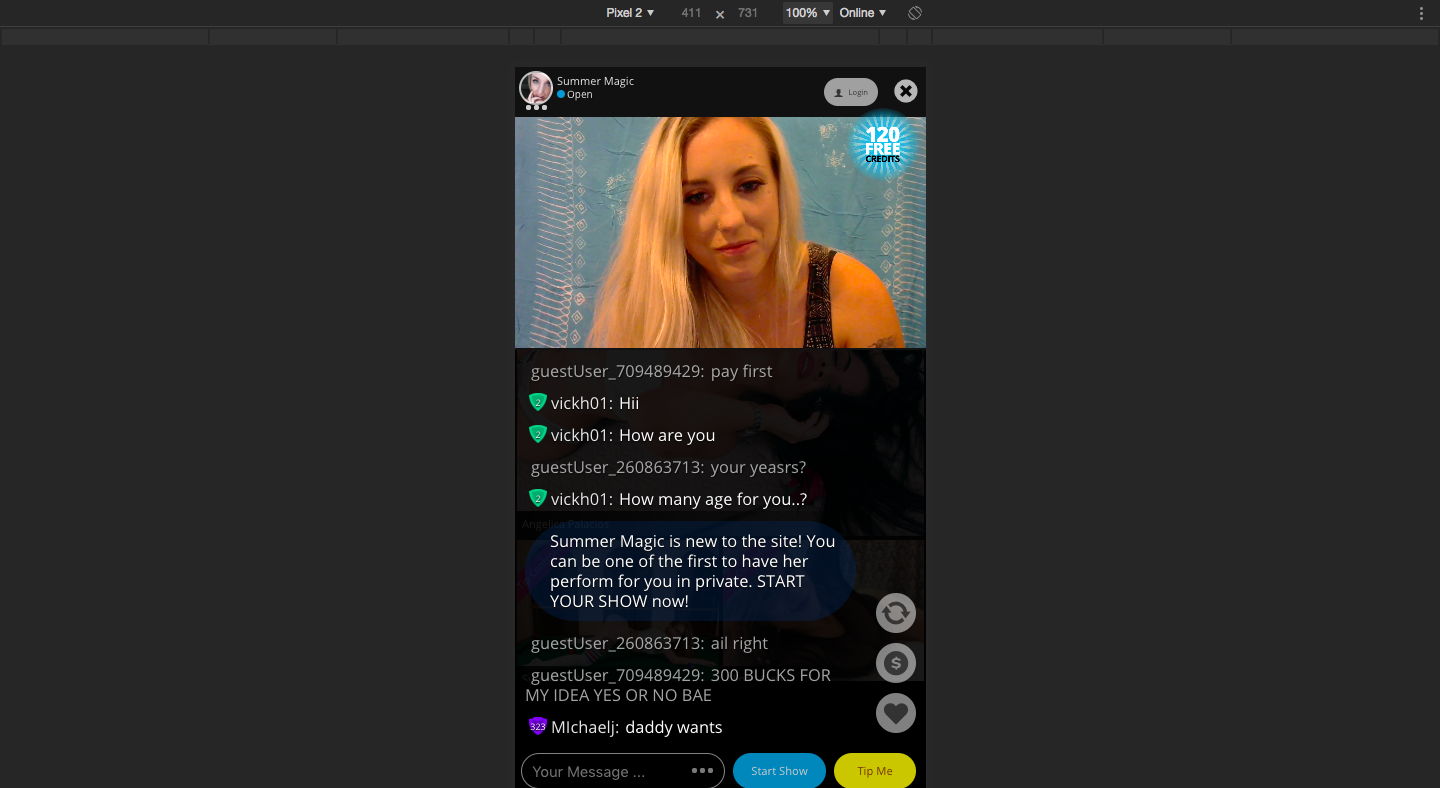 Pixel 2 ▼ 411 × 731 100% ▼ Online ▼
Summer Magic
Open
Login
120
FREE
CREDITS
guestUser_709489429: pay first
2 vickh01: Hii
2 vickh01: How are you
guestUser_260863713: your yeasrs?
2 vickh01: How many age for you..?
Angelica Palacios
Summer Magic is new to the site! You
can be one of the first to have her
perform for you in private. START
YOUR SHOW now!
guestUser_260863713: ail right
guestUser_709489429: 300 BUCKS FOR
MY IDEA YES OR NO BAE
323 MIchaelj: daddy wants
Your Message ...
Start Show
Tip Me